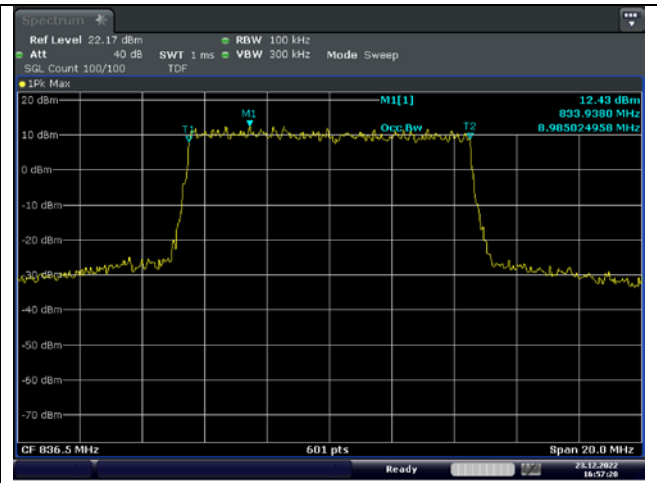 Spectrum
Ref Level 22.17 dBm RBW 100 kHz
Att 40 dB SWT 1 ms VBW 300 kHz Mode Sweep
SGL Count 100/100 TDF
1Pk Max
20 dBm M1[1] 12.43 dBm
833.9380 MHz
M1
10 dBm T1 Occ Bw T2 8.985024958 MHz
0 dBm
-10 dBm
-20 dBm
-30 dBm
-40 dBm
-50 dBm
-60 dBm
-70 dBm
CF 836.5 MHz 601 pts Span 20.0 MHz
Ready 23.12.2022
16:57:20